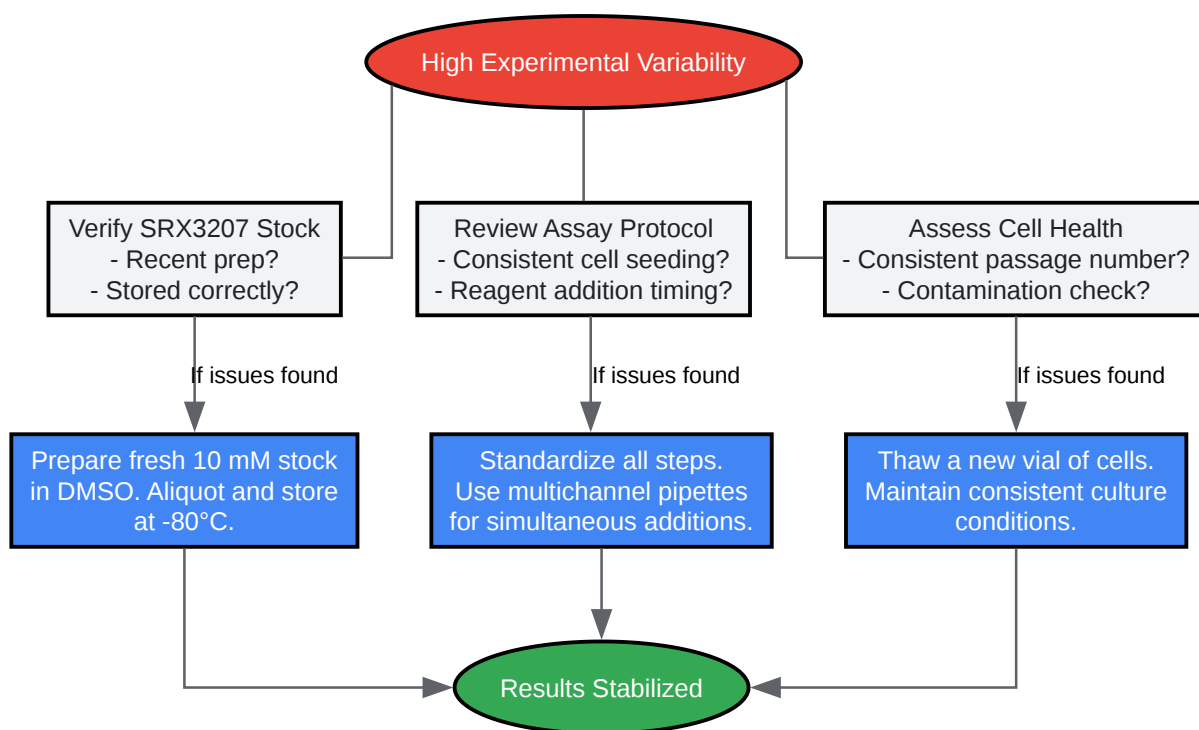 High Experimental Variability
Verify SRX3207 Stock
- Recent prep?
- Stored correctly?
Review Assay Protocol
- Consistent cell seeding?
- Reagent addition timing?
Assess Cell Health
- Consistent passage number?
- Contamination check?
If issues found
If issues found
If issues found
Prepare fresh 10 mM stock
in DMSO. Aliquot and store
at -80°C.
Standardize all steps.
Use multichannel pipettes
for simultaneous additions.
Thaw a new vial of cells.
Maintain consistent culture
conditions.
Results Stabilized